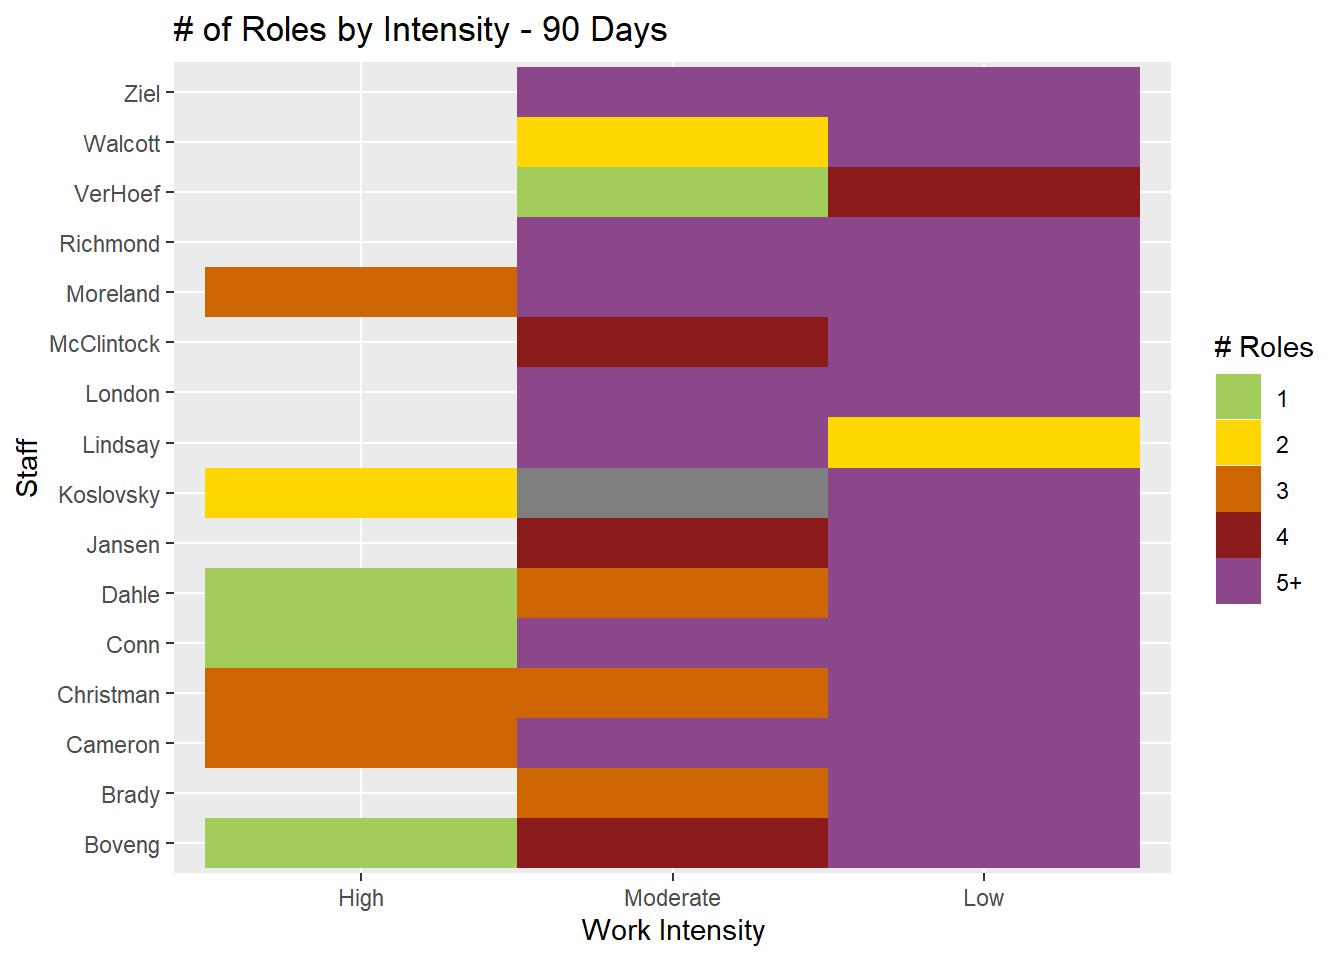 # of Roles by Intensity - 90 Days
Ziel
Walcott
VerHoef
Richmond
Moreland
McClintock
London
Lindsay
Koslovsky
Jansen
Dahle
Conn
Christman
Cameron
Brady
Boveng
Staff
High Moderate Low
Work Intensity
# Roles
1
2
3
4
5+